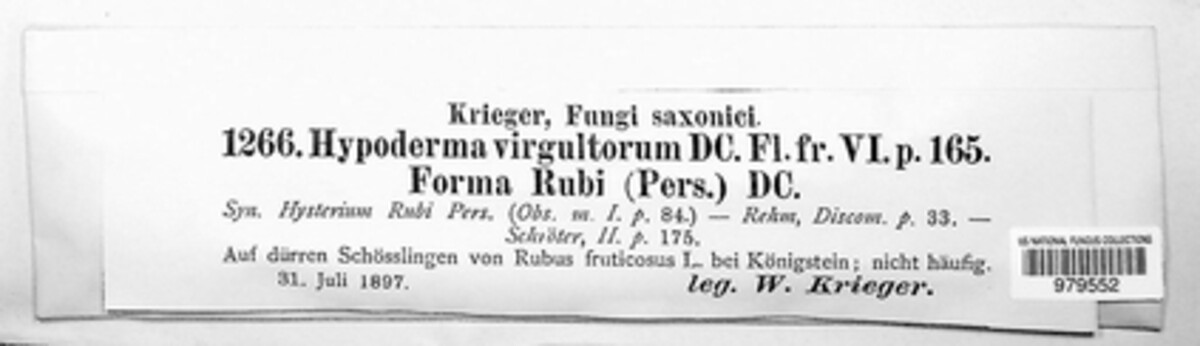 Krieger, Fungi saxonici.
1266. Hypoderma virgultorum DC. Fl. fr. VI. p. 165.
Forma Rubi (Pers.) DC.
Syn. Hysterium Rubi Pers. (Obs. m. I. p. 84.) — Rehm, Discom. p. 33. —
Schröter, II. p. 175.
Auf dürren Schösslingen von Rubus fruticosus L. bei Königstein; nicht häufig.
31. Juli 1897.
leg. W. Krieger.
US NATIONAL FUNGUS COLLECTIONS
979552